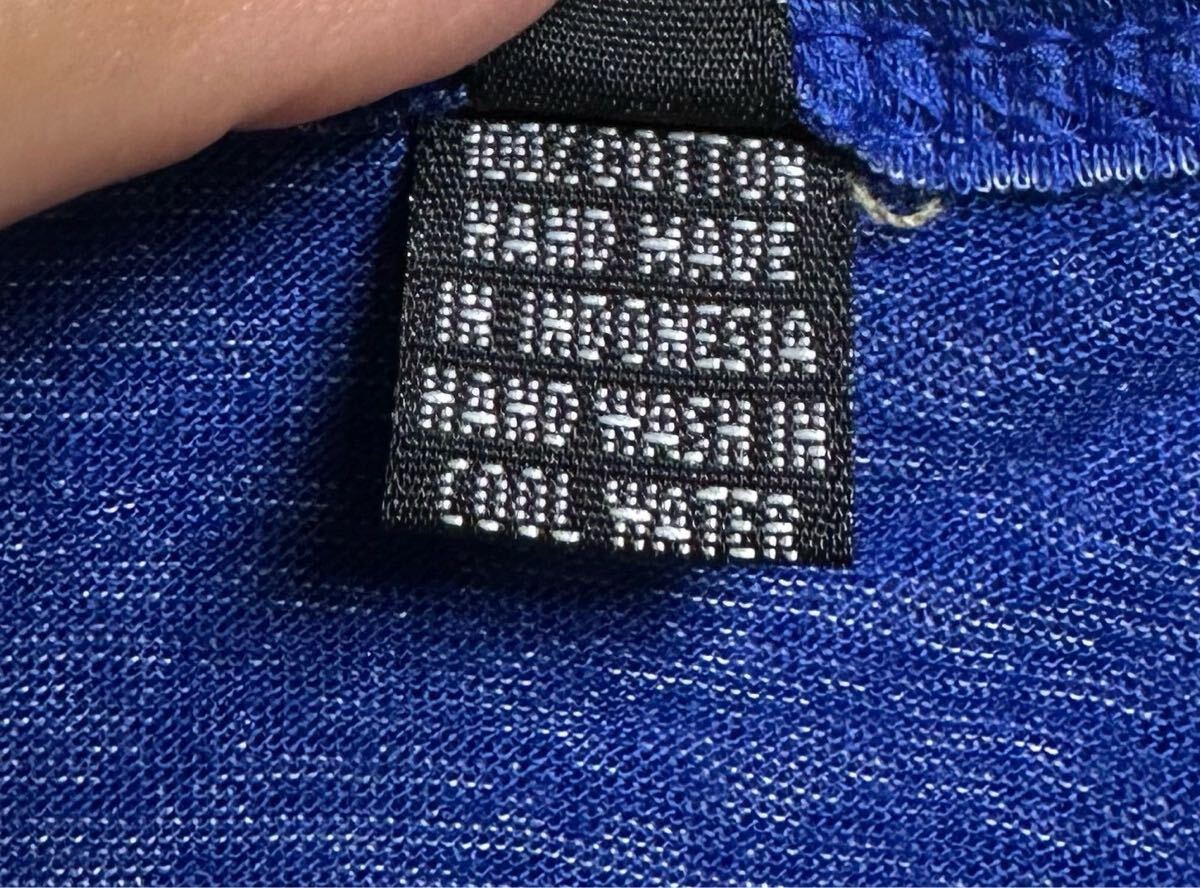 100% COTTON
HAND MADE
IN INDONESIA
HAND WASH IN
COOL WATER